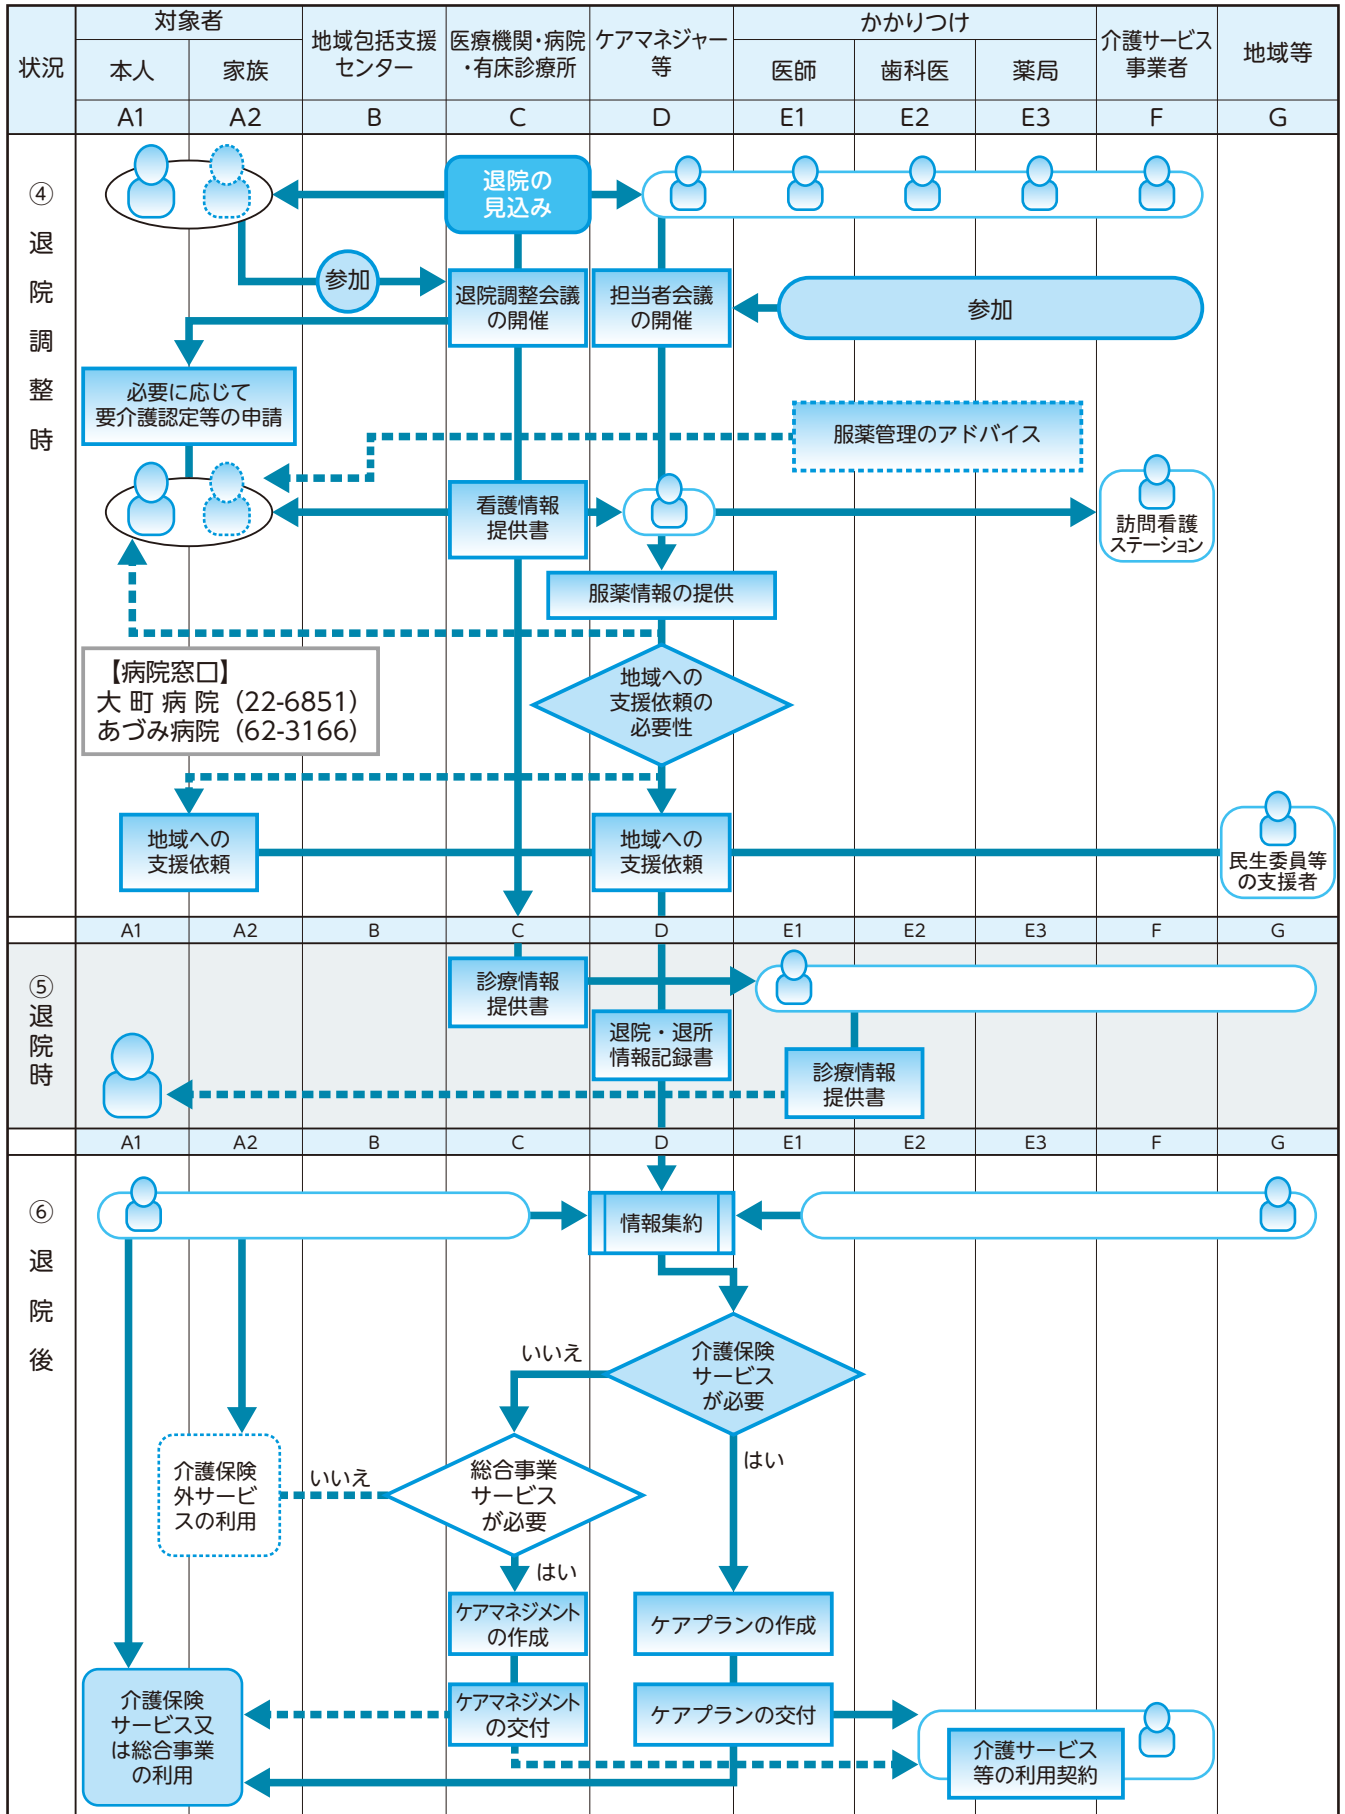 状況
対象者
本人
家族
地域包括支援
センター
医療機関・病院
・有床診療所
ケアマネジャー
等
かかりつけ
医師
歯科医
薬局
介護サービス
事業者
地域等
A1
A2
B
C
D
E1
E2
E3
F
G
④
退
院
調
整
時
退院の
見込み
参加
退院調整会議
の開催
担当者会議
の開催
参加
必要に応じて
要介護認定等の申請
服薬管理のアドバイス
看護情報
提供書
訪問看護
ステーション
服薬情報の提供
【病院窓口】
大町病院（22-6851）
あづみ病院（62-3166）
地域への
支援依頼の
必要性
地域への
支援依頼
地域への
支援依頼
民生委員等
の支援者
A1
A2
B
C
D
E1
E2
E3
F
G
⑤
退
院
時
診療情報
提供書
退院・退所
情報記録書
診療情報
提供書
A1
A2
B
C
D
E1
E2
E3
F
G
⑥
退
院
後
情報集約
介護保険
サービス
が必要
いいえ
はい
総合事業
サービス
が必要
いいえ
はい
介護保険
外サービ
スの利用
ケアマネジメント
の作成
ケアプランの作成
ケアマネジメント
の交付
ケアプランの交付
介護保険
サービス又
は総合事業
の利用
介護サービス
等の利用契約